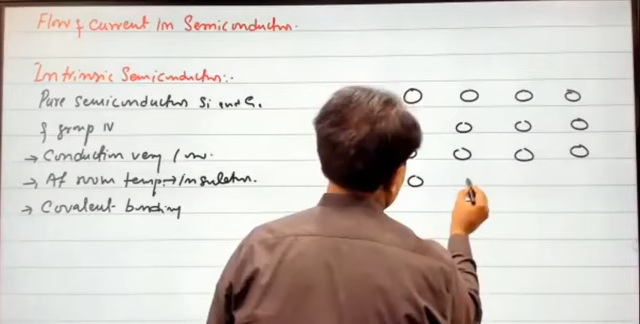 Flow of current in Semiconductor.
Intrinsic Semiconductor:-
Pure semiconductor Si and Ge
of group IV
→ Conduction very low.
→ At room temp → Insulator.
→ Covalent bonding